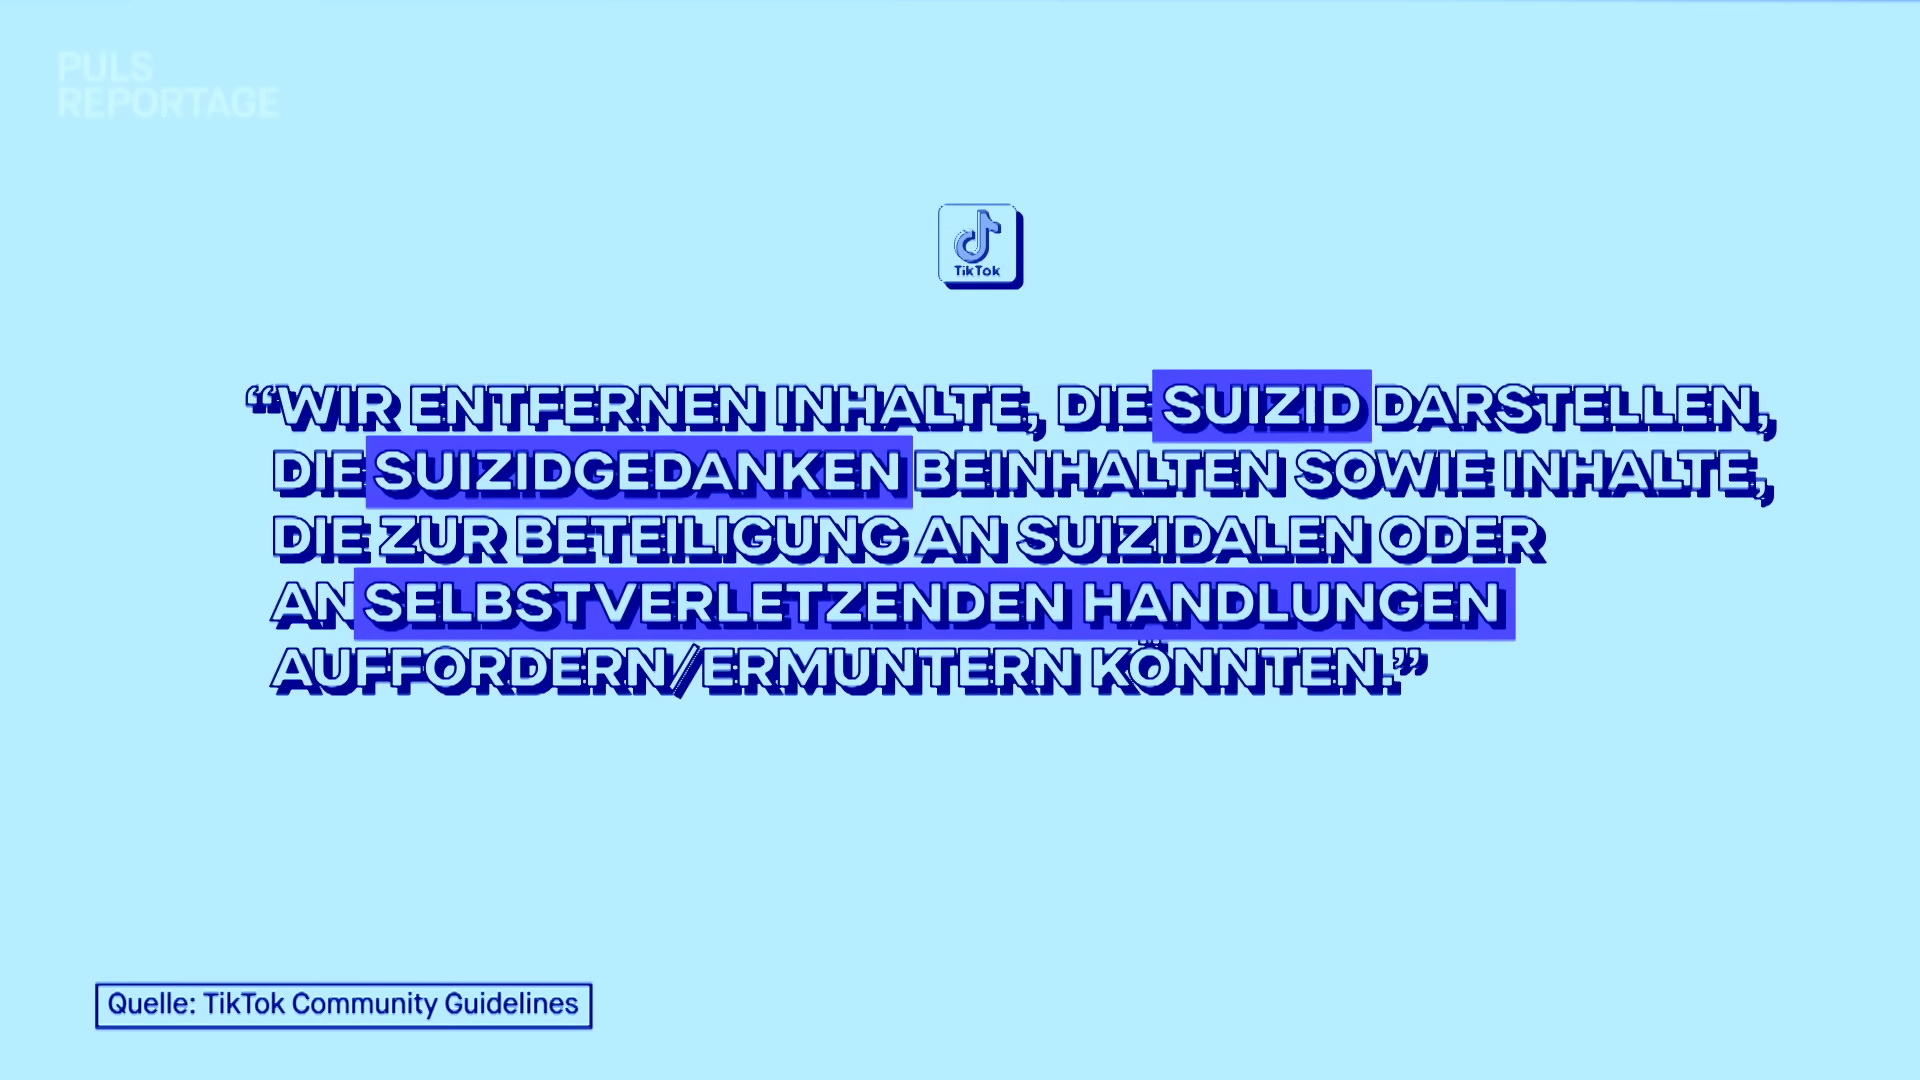 PULS
REPORTAGE
TikTok
“WIR ENTFERNEN INHALTE, DIE SUIZID DARSTELLEN,
DIE SUIZIDGEDANKEN BEINHALTEN SOWIE INHALTE,
DIE ZUR BETEILIGUNG AN SUIZIDALEN ODER
AN SELBSTVERLETZENDEN HANDLUNGEN
AUFFORDERN/ERMUNTERN KÖNNTEN.”
Quelle: TikTok Community Guidelines